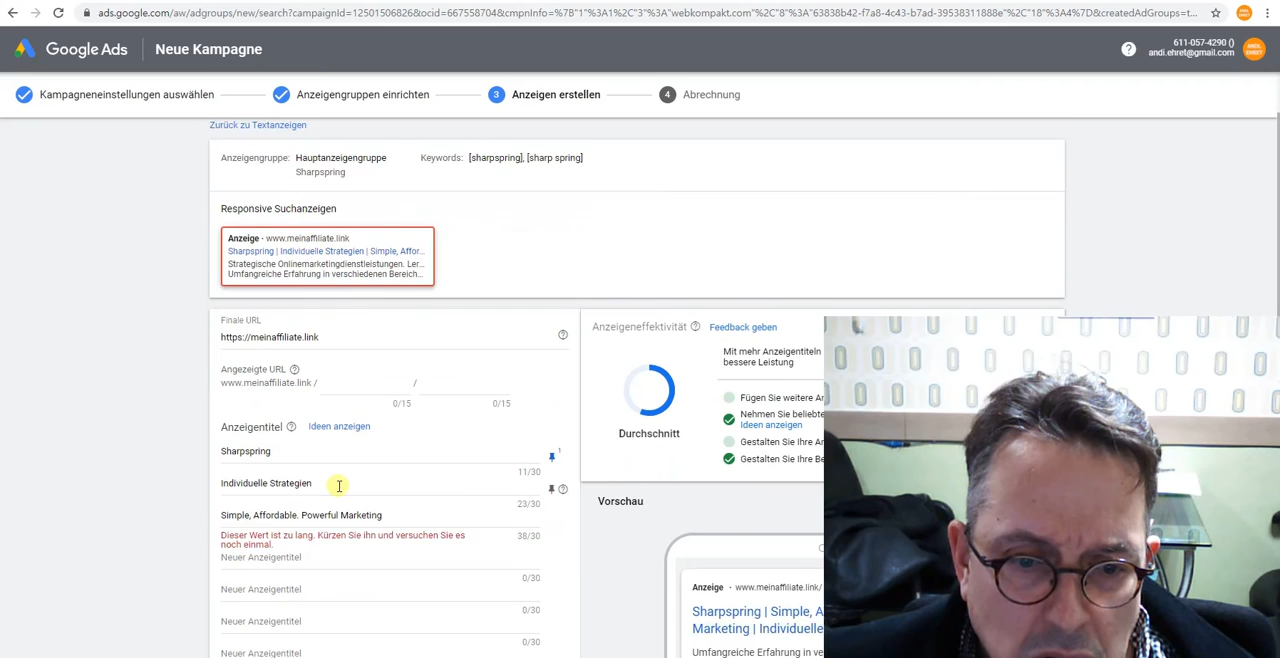 ads.google.com/aw/adgroups/new/search?campaignId=12501506826&ocid=667558704&cmpnInfo=%7B"1"%3A1%2C"3"%3A"webkompakt.com"%2C"8"%3A"63838b42-f7a8-4c43-b7ad-39538311888e"%2C"18"%3A4%7D&createdAdGroups=t...
Google Ads Neue Kampagne
611-057-4290 ()
andi.ehret@gmail.com
ANDI EHRET
Kampagneneinstellungen auswählen
Anzeigengruppen einrichten
3 Anzeigen erstellen
4 Abrechnung
Zurück zu Textanzeigen
Anzeigengruppe: Hauptanzeigengruppe Keywords: [sharpspring], [sharp spring]
Sharpspring
Responsive Suchanzeigen
Anzeige · www.meinaffiliate.link
Sharpspring | Individuelle Strategien | Simple, Affor...
Strategische Onlinemarketingdienstleistungen. Ler...
Umfangreiche Erfahrung in verschiedenen Bereich...
Finale URL
https://meinaffiliate.link
Angezeigte URL
www.meinaffiliate.link / /
0/15 0/15
Anzeigentitel Ideen anzeigen
Sharpspring
1
11/30
Individuelle Strategien
23/30
Simple, Affordable. Powerful Marketing
Dieser Wert ist zu lang. Kürzen Sie ihn und versuchen Sie es
noch einmal.
38/30
Neuer Anzeigentitel
0/30
Neuer Anzeigentitel
0/30
Neuer Anzeigentitel
0/30
Neuer Anzeigentitel
Anzeigeneffektivität Feedback geben
Durchschnitt
Mit mehr Anzeigentiteln
bessere Leistung
Fügen Sie weitere An
Nehmen Sie beliebte
Ideen anzeigen
Gestalten Sie Ihre An
Gestalten Sie Ihre Be
Vorschau
Anzeige · www.meinaffiliate.link/
Sharpspring | Simple, A
Marketing | Individuelle
Umfangreiche Erfahrung in ve